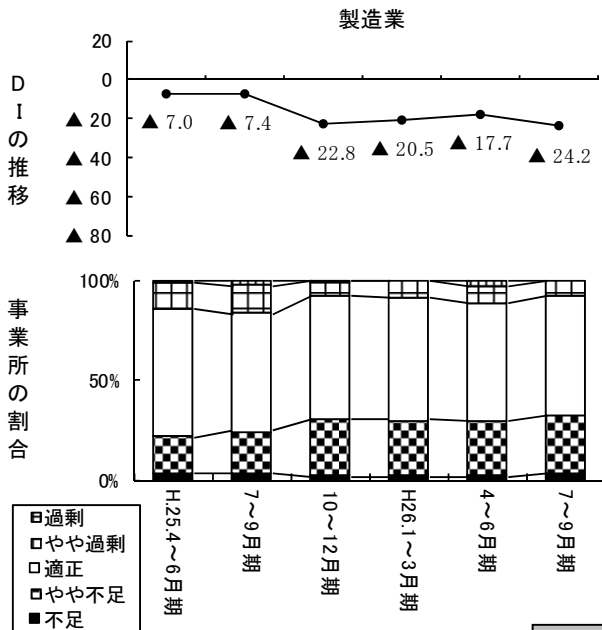 製造業
DIの推移
20
0
▲ 20
▲ 40
▲ 60
▲ 80
▲ 7.0
▲ 7.4
▲ 22.8
▲ 20.5
▲ 17.7
▲ 24.2
事業所の割合
100%
50%
0%
H.25.4～6月期
7～9月期
10～12月期
H26.1～3月期
4～6月期
7～9月期
過剰
やや過剰
適正
やや不足
不足